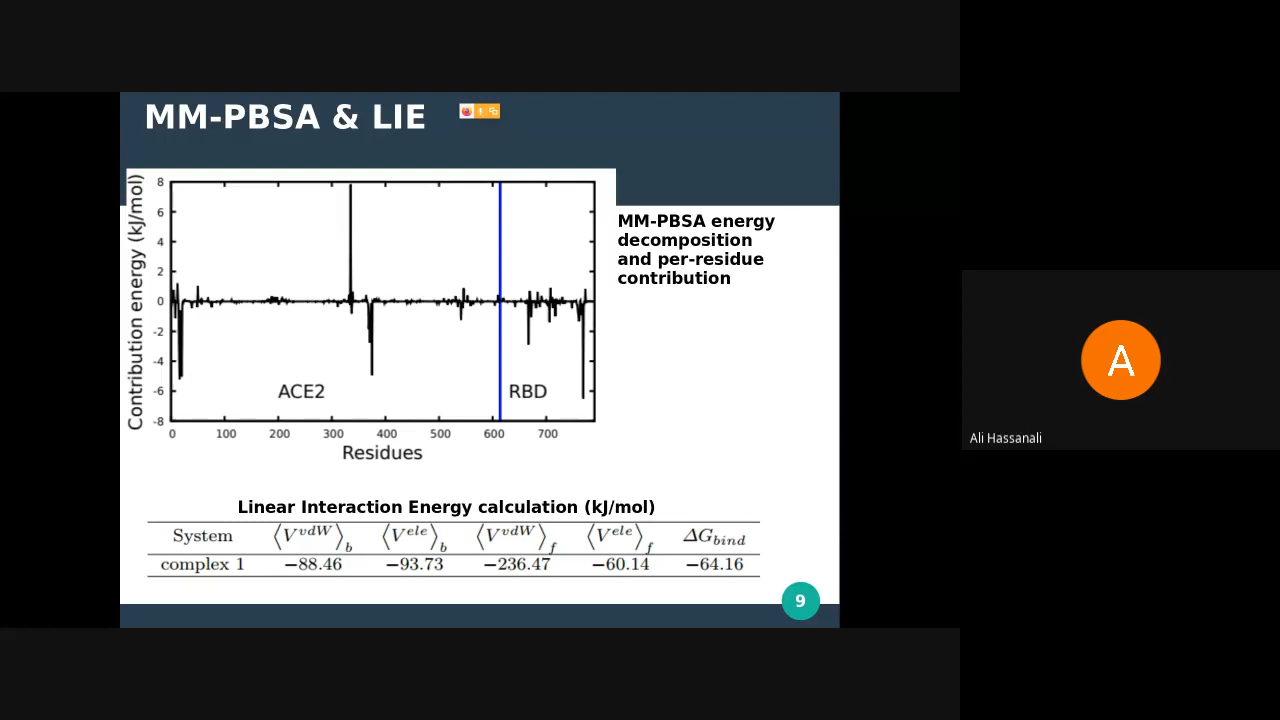 MM-PBSA & LIE
Contribution energy (kJ/mol)
8
6
4
2
0
-2
-4
-6
-8
ACE2
RBD
0 100 200 300 400 500 600 700
Residues
MM-PBSA energy
decomposition
and per-residue
contribution
Linear Interaction Energy calculation (kJ/mol)
System ⟨V^{vdW}⟩_b ⟨V^{ele}⟩_b ⟨V^{vdW}⟩_f ⟨V^{ele}⟩_f ΔG_{bind}
complex 1 −88.46 −93.73 −236.47 −60.14 −64.16
9
A
Ali Hassanali